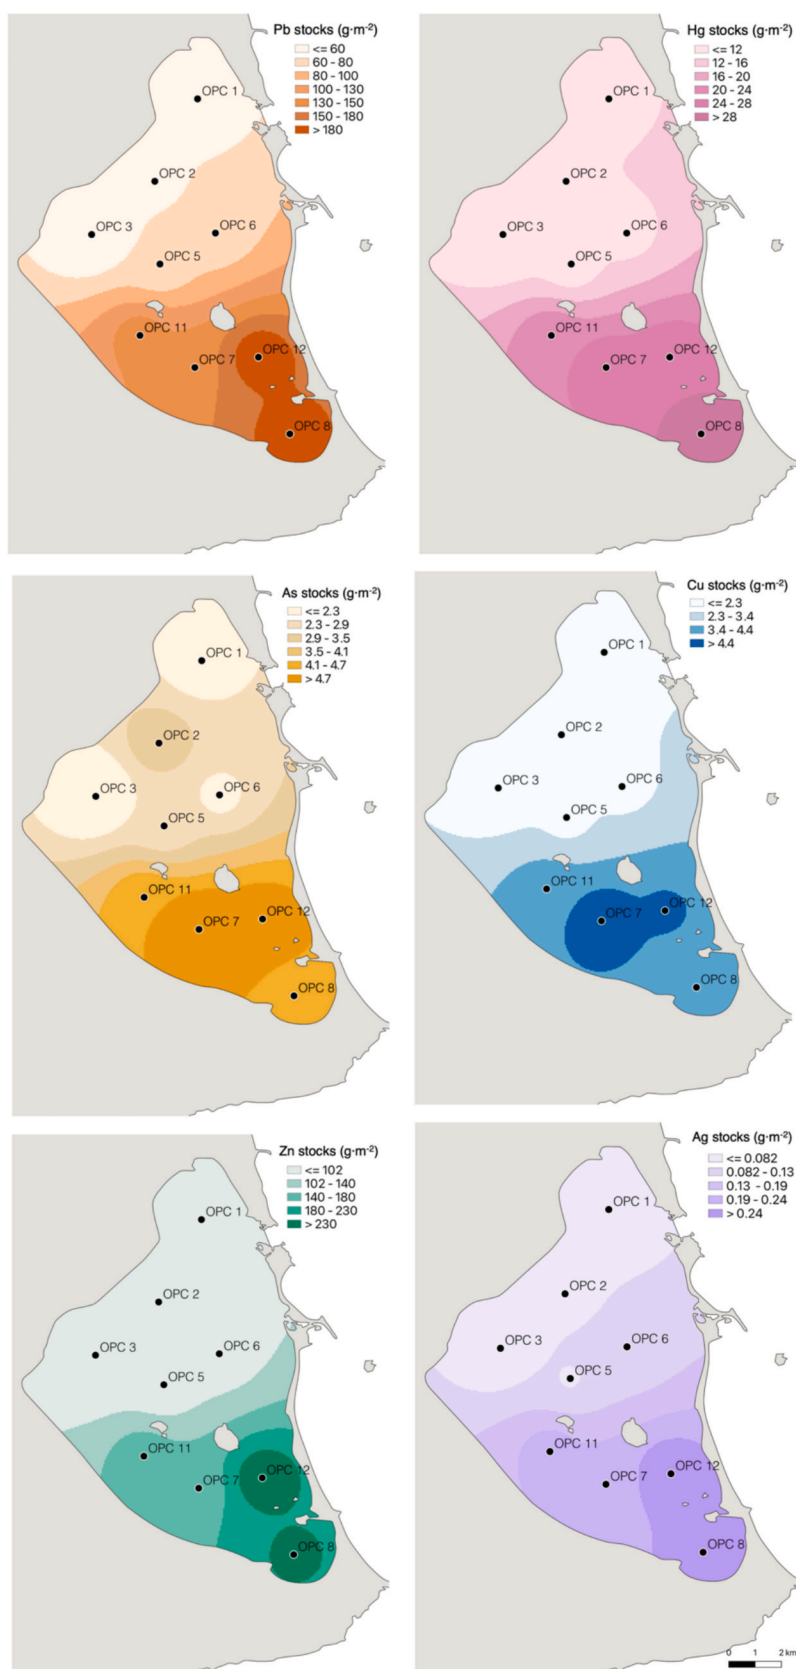 Pb stocks (g·m-2)
<= 60
60 - 80
80 - 100
100 - 130
130 - 150
150 - 180
> 180
OPC 1
OPC 2
OPC 3
OPC 6
OPC 5
OPC 11
OPC 12
OPC 7
OPC 8
Hg stocks (g·m-2)
<= 12
12 - 16
16 - 20
20 - 24
24 - 28
> 28
OPC 1
OPC 2
OPC 3
OPC 6
OPC 5
OPC 11
OPC 12
OPC 7
OPC 8
As stocks (g·m-2)
<= 2.3
2.3 - 2.9
2.9 - 3.5
3.5 - 4.1
4.1 - 4.7
> 4.7
OPC 1
OPC 2
OPC 3
OPC 6
OPC 5
OPC 11
OPC 12
OPC 7
OPC 8
Cu stocks (g·m-2)
<= 2.3
2.3 - 3.4
3.4 - 4.4
> 4.4
OPC 1
OPC 2
OPC 3
OPC 6
OPC 5
OPC 11
OPC 12
OPC 7
OPC 8
Zn stocks (g·m-2)
<= 102
102 - 140
140 - 180
180 - 230
> 230
OPC 1
OPC 2
OPC 3
OPC 6
OPC 5
OPC 11
OPC 12
OPC 7
OPC 8
Ag stocks (g·m-2)
<= 0.082
0.082 - 0.13
0.13 - 0.19
0.19 - 0.24
> 0.24
OPC 1
OPC 2
OPC 3
OPC 6
OPC 5
OPC 11
OPC 12
OPC 7
OPC 8
0 1 2 km